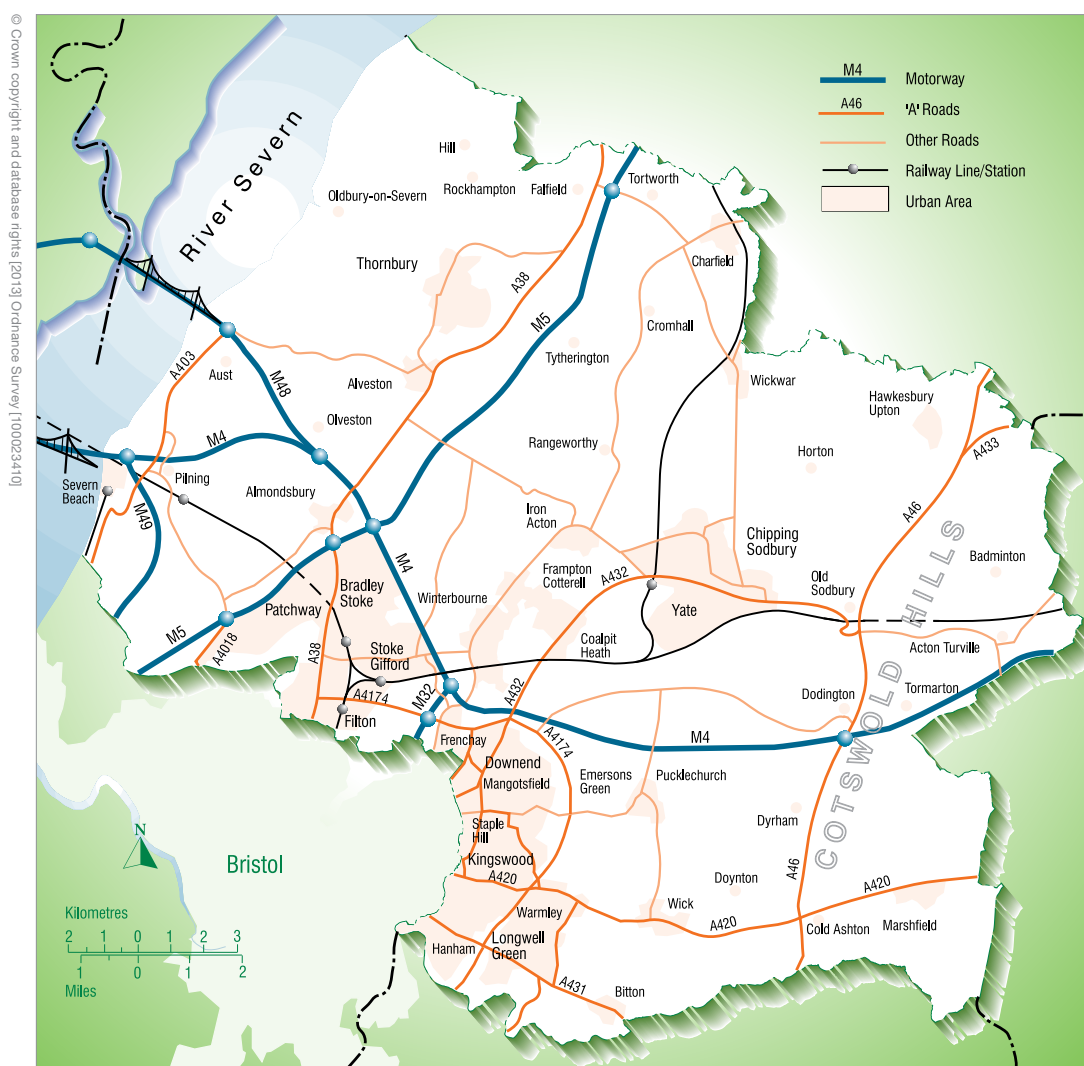 © Crown copyright and database rights [2013] Ordnance Survey [100023410]
M4
Motorway
A46
'A' Roads
Other Roads
Railway Line/Station
Urban Area
River Severn
Hill
Rockhampton
Falfield
Tortworth
Oldbury-on-Severn
Thornbury
Charfield
A38
M5
Cromhall
A403
Aust
M48
Alveston
Tytherington
Wickwar
Hawkesbury
Upton
Olveston
M4
Rangeworthy
Horton
A433
Severn
Beach
Pilning
Almondsbury
M49
Iron
Acton
A46
Chipping
Sodbury
M4
Badminton
Frampton
Cotterell
A432
Bradley
Stoke
Winterbourne
Old
Sodbury
Patchway
Yate
M5
A4018
A38
Stoke
Gifford
Coalpit
Heath
Acton Turville
COTSWOLD HILLS
A4174
M32
A432
Dodington
Tormarton
Filton
Frenchay
A4174
M4
Downend
Mangotsfield
Emersons
Green
Pucklechurch
Staple
Hill
Dyrham
N
Bristol
Kingswood
A420
A46
Doynton
A420
Kilometres
2 1 0 1 2 3
1 0 1 2
Miles
Warmley
Wick
A420
Cold Ashton
Marshfield
Hanham
Longwell
Green
A431
Bitton